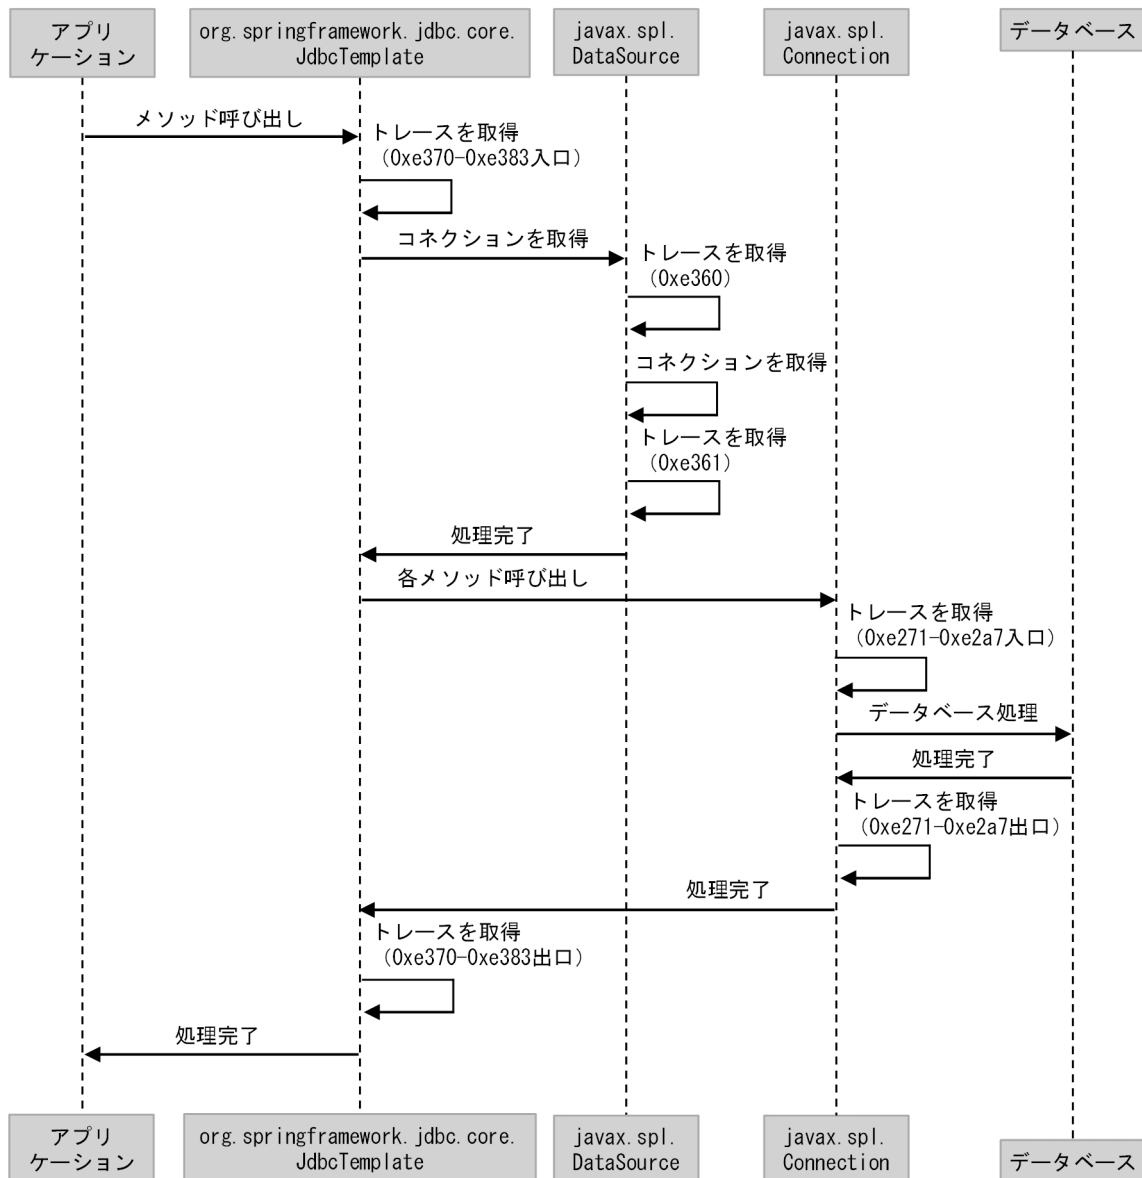 アプリ
ケーション
org.springframework.jdbc.core.
JdbcTemplate
javax.spl.
DataSource
javax.spl.
Connection
データベース
メソッド呼び出し
トレースを取得
（0xe370-0xe383入口）
コネクションを取得
トレースを取得
（0xe360）
コネクションを取得
トレースを取得
（0xe361）
処理完了
各メソッド呼び出し
トレースを取得
（0xe271-0xe2a7入口）
データベース処理
処理完了
トレースを取得
（0xe271-0xe2a7出口）
処理完了
トレースを取得
（0xe370-0xe383出口）
処理完了
アプリ
ケーション
org.springframework.jdbc.core.
JdbcTemplate
javax.spl.
DataSource
javax.spl.
Connection
データベース